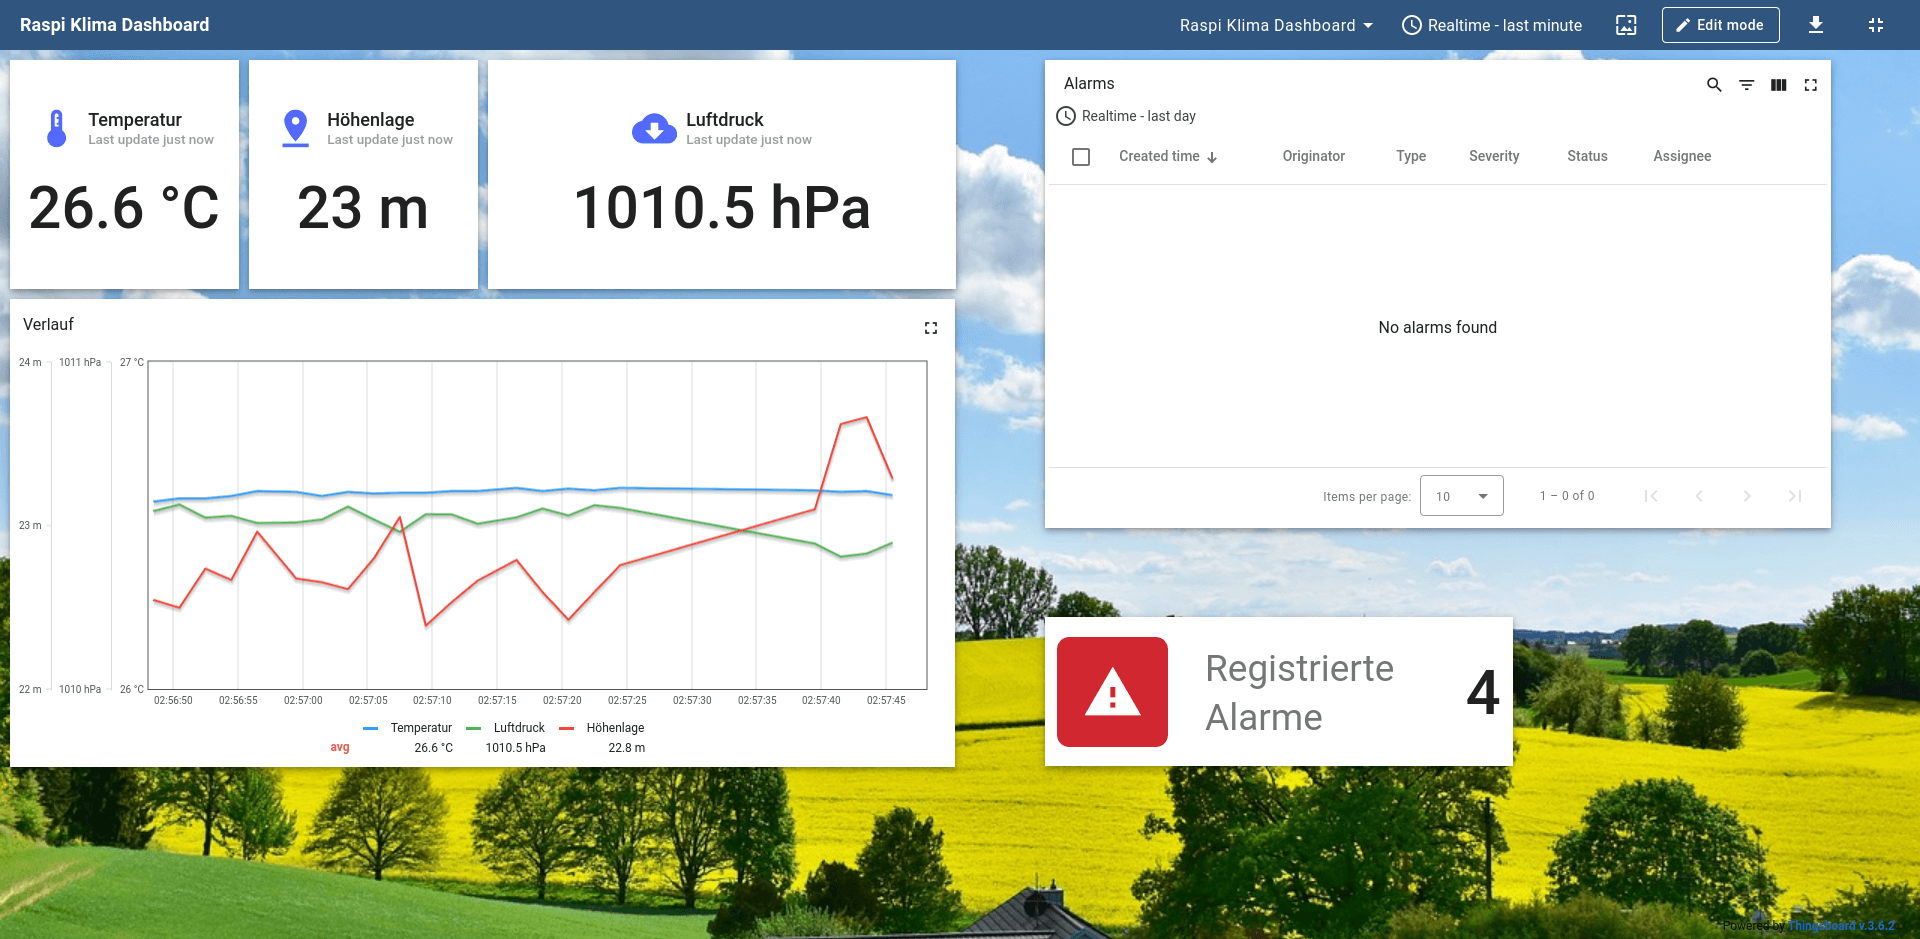 Raspi Klima Dashboard
Raspi Klima Dashboard
Realtime - last minute
Edit mode
Temperatur
Last update just now
26.6 °C
Höhenlage
Last update just now
23 m
Luftdruck
Last update just now
1010.5 hPa
Verlauf
24 m 1011 hPa 27 °C
23 m
22 m 1010 hPa 26 °C
02:56:50 02:56:55 02:57:00 02:57:05 02:57:10 02:57:15 02:57:20 02:57:25 02:57:30 02:57:35 02:57:40 02:57:45
Temperatur Luftdruck Höhenlage
avg 26.6 °C 1010.5 hPa 22.8 m
Alarms
Realtime - last day
Created time Originator Type Severity Status Assignee
No alarms found
Items per page: 10 1 – 0 of 0
Registrierte
Alarme
4
Powered by Thingsboard v.3.6.2